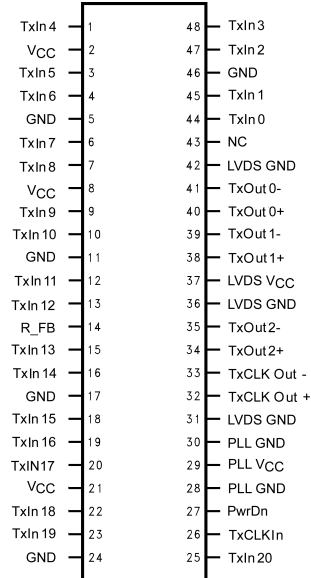 TxIn 4 1 48 TxIn 3
VCC 2 47 TxIn 2
TxIn 5 3 46 GND
TxIn 6 4 45 TxIn 1
GND 5 44 TxIn 0
TxIn 7 6 43 NC
TxIn 8 7 42 LVDS GND
VCC 8 41 TxOut 0-
TxIn 9 9 40 TxOut 0+
TxIn 10 10 39 TxOut 1-
GND 11 38 TxOut 1+
TxIn 11 12 37 LVDS VCC
TxIn 12 13 36 LVDS GND
R_FB 14 35 TxOut2-
TxIn 13 15 34 TxOut2+
TxIn 14 16 33 TxCLK Out -
GND 17 32 TxCLK Out +
TxIn 15 18 31 LVDS GND
TxIn 16 19 30 PLL GND
TxIN17 20 29 PLL VCC
VCC 21 28 PLL GND
TxIn 18 22 27 PwrDn
TxIn 19 23 26 TxCLKIn
GND 24 25 TxIn 20